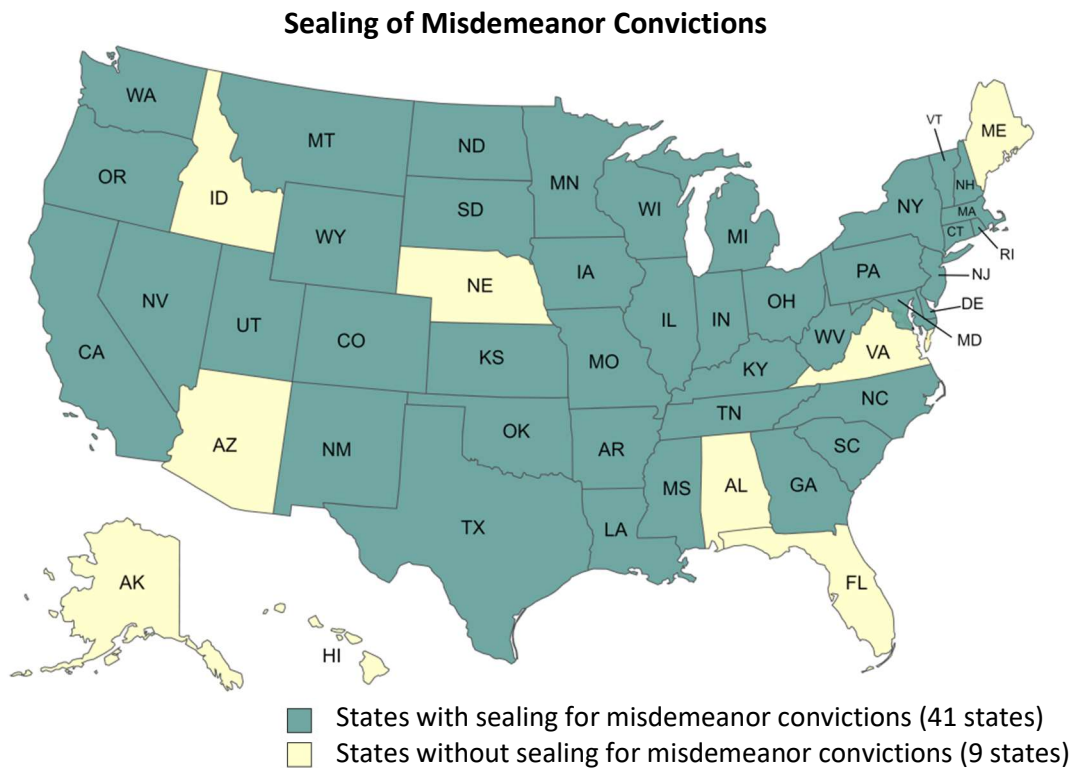 Sealing of Misdemeanor Convictions
WA
MT
ND
MN
VT
ME
OR
ID
SD
WI
NH
NY
MA
WY
MI
CT
RI
IA
PA
NJ
NE
NV
OH
DE
UT
IL
IN
CO
WV
MD
CA
KS
MO
VA
KY
NC
TN
OK
AZ
NM
AR
SC
MS
AL
GA
TX
LA
AK
FL
HI
States with sealing for misdemeanor convictions (41 states)
States without sealing for misdemeanor convictions (9 states)